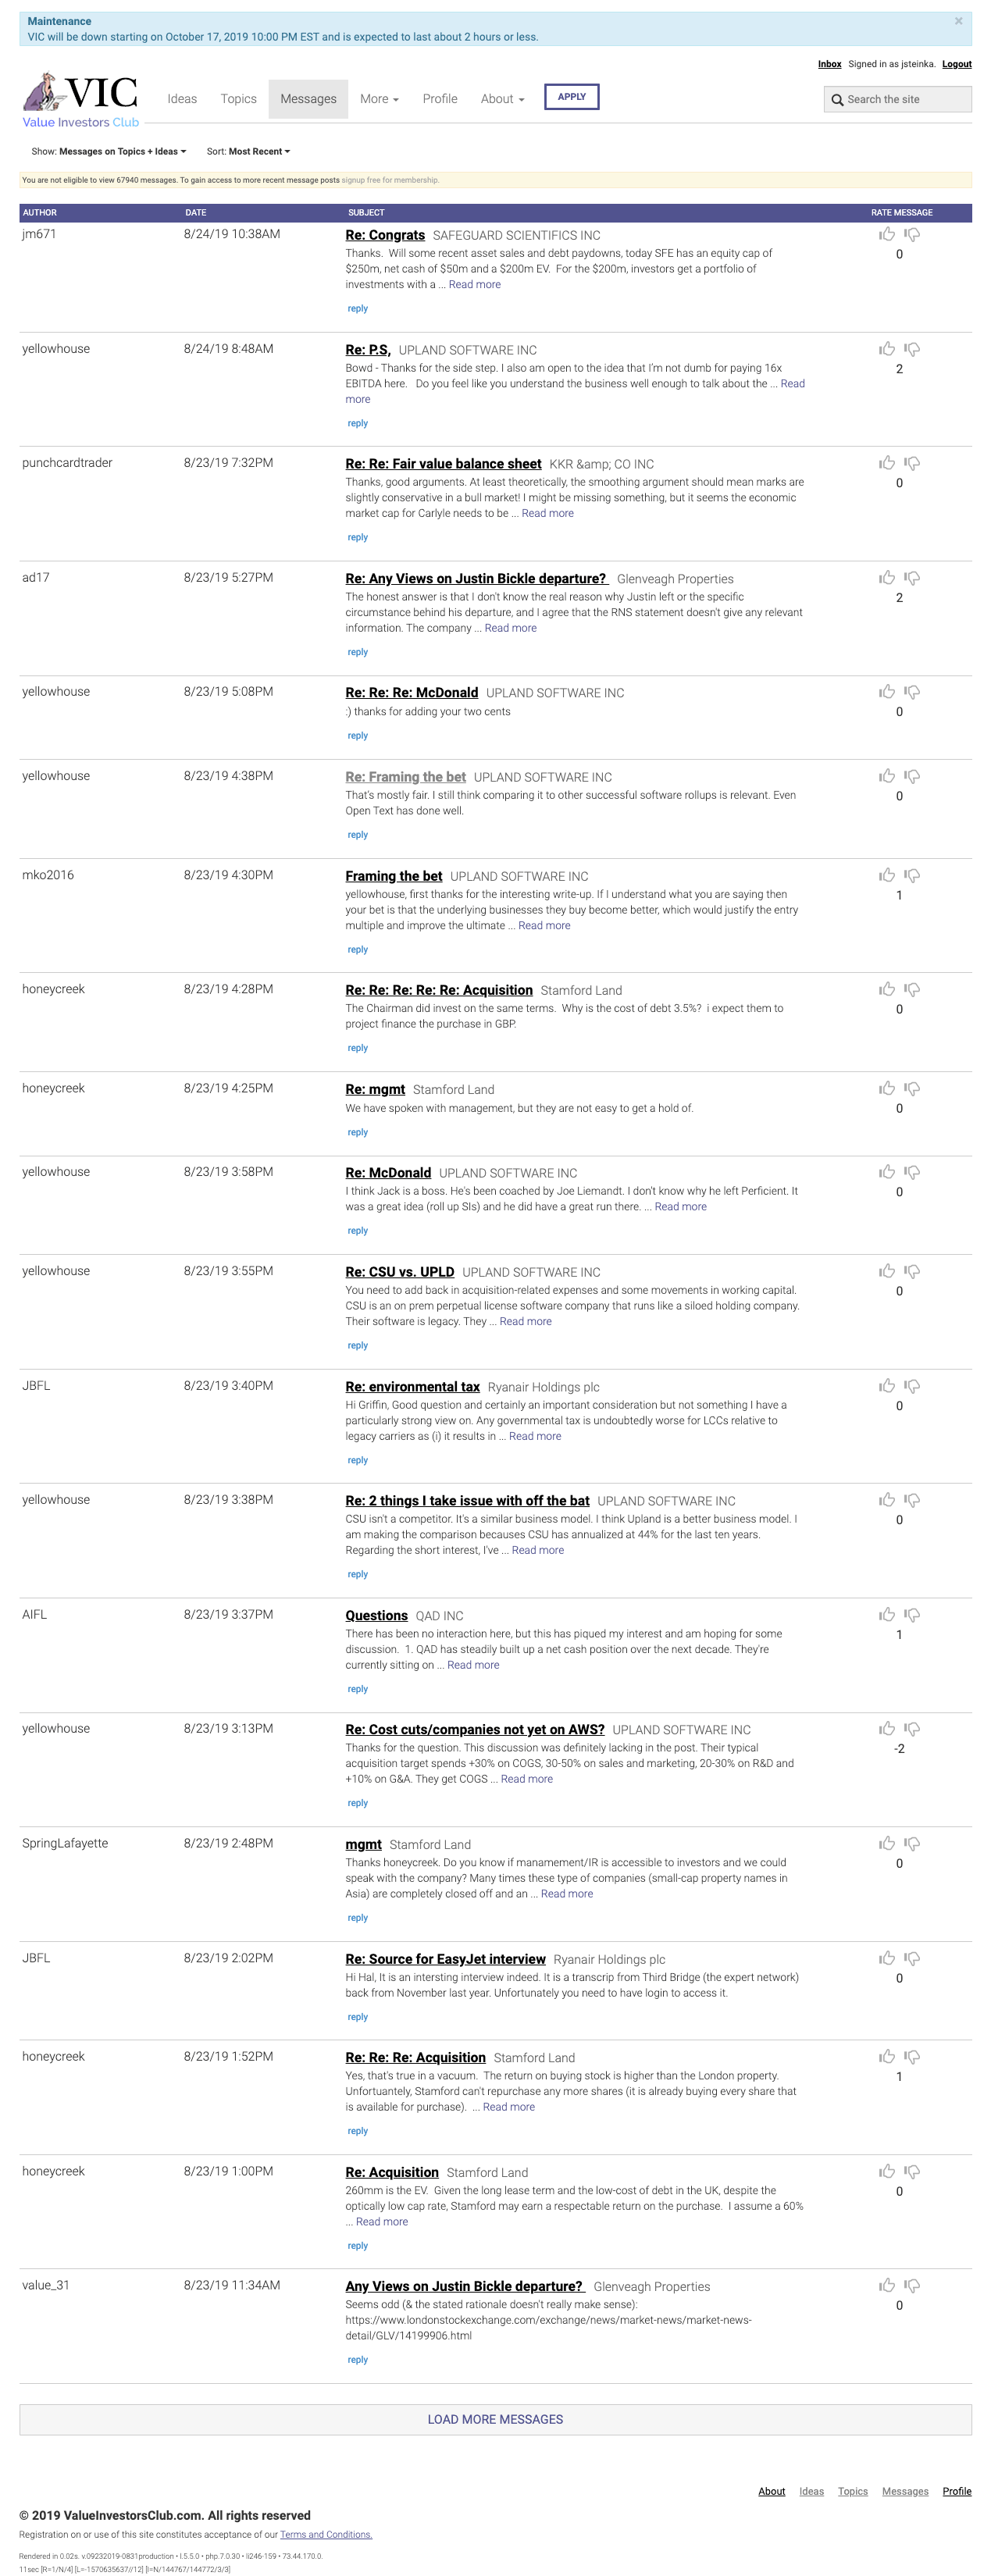 Maintenance
×
VIC will be down starting on October 17, 2019 10:00 PM EST and is expected to last about 2 hours or less.
Inbox Signed in as jsteinka. Logout
VIC
Value Investors Club
Ideas Topics Messages More Profile About APPLY
Search the site
Show: Messages on Topics + Ideas Sort: Most Recent
You are not eligible to view 67940 messages. To gain access to more recent message posts signup free for membership.
AUTHOR DATE SUBJECT RATE MESSAGE
jm671 8/24/19 10:38AM Re: Congrats SAFEGUARD SCIENTIFICS INC
Thanks. Will some recent asset sales and debt paydowns, today SFE has an equity cap of 0
$250m, net cash of $50m and a $200m EV. For the $200m, investors get a portfolio of
investments with a ... Read more
reply
yellowhouse 8/24/19 8:48AM Re: P.S, UPLAND SOFTWARE INC
Bowd - Thanks for the side step. I also am open to the idea that I'm not dumb for paying 16x 2
EBITDA here. Do you feel like you understand the business well enough to talk about the ... Read
more
reply
punchcardtrader 8/23/19 7:32PM Re: Re: Fair value balance sheet KKR &amp; CO INC
Thanks, good arguments. At least theoretically, the smoothing argument should mean marks are 0
slightly conservative in a bull market! I might be missing something, but it seems the economic
market cap for Carlyle needs to be ... Read more
reply
ad17 8/23/19 5:27PM Re: Any Views on Justin Bickle departure? Glenveagh Properties
The honest answer is that I don't know the real reason why Justin left or the specific 2
circumstance behind his departure, and I agree that the RNS statement doesn't give any relevant
information. The company ... Read more
reply
yellowhouse 8/23/19 5:08PM Re: Re: Re: McDonald UPLAND SOFTWARE INC
:) thanks for adding your two cents 0
reply
yellowhouse 8/23/19 4:38PM Re: Framing the bet UPLAND SOFTWARE INC
That's mostly fair. I still think comparing it to other successful software rollups is relevant. Even 0
Open Text has done well.
reply
mko2016 8/23/19 4:30PM Framing the bet UPLAND SOFTWARE INC
yellowhouse, first thanks for the interesting write-up. If I understand what you are saying then 1
your bet is that the underlying businesses they buy become better, which would justify the entry
multiple and improve the ultimate ... Read more
reply
honeycreek 8/23/19 4:28PM Re: Re: Re: Re: Re: Acquisition Stamford Land
The Chairman did invest on the same terms. Why is the cost of debt 3.5%? i expect them to 0
project finance the purchase in GBP.
reply
honeycreek 8/23/19 4:25PM Re: mgmt Stamford Land
We have spoken with management, but they are not easy to get a hold of. 0
reply
yellowhouse 8/23/19 3:58PM Re: McDonald UPLAND SOFTWARE INC
I think Jack is a boss. He's been coached by Joe Liemandt. I don't know why he left Perficient. It 0
was a great idea (roll up SIs) and he did have a great run there. ... Read more
reply
yellowhouse 8/23/19 3:55PM Re: CSU vs. UPLD UPLAND SOFTWARE INC
You need to add back in acquisition-related expenses and some movements in working capital. 0
CSU is an on prem perpetual license software company that runs like a siloed holding company.
Their software is legacy. They ... Read more
reply
JBFL 8/23/19 3:40PM Re: environmental tax Ryanair Holdings plc
Hi Griffin, Good question and certainly an important consideration but not something I have a 0
particularly strong view on. Any governmental tax is undoubtedly worse for LCCs relative to
legacy carriers as (i) it results in ... Read more
reply
yellowhouse 8/23/19 3:38PM Re: 2 things I take issue with off the bat UPLAND SOFTWARE INC
CSU isn't a competitor. It's a similar business model. I think Upland is a better business model. I 0
am making the comparison becauses CSU has annualized at 44% for the last ten years.
Regarding the short interest, I've ... Read more
reply
AIFL 8/23/19 3:37PM Questions QAD INC
There has been no interaction here, but this has piqued my interest and am hoping for some 1
discussion. 1. QAD has steadily built up a net cash position over the next decade. They're
currently sitting on ... Read more
reply
yellowhouse 8/23/19 3:13PM Re: Cost cuts/companies not yet on AWS? UPLAND SOFTWARE INC
Thanks for the question. This discussion was definitely lacking in the post. Their typical -2
acquisition target spends +30% on COGS, 30-50% on sales and marketing, 20-30% on R&D and
+10% on G&A. They get COGS ... Read more
reply
SpringLafayette 8/23/19 2:48PM mgmt Stamford Land
Thanks honeycreek. Do you know if manamement/IR is accessible to investors and we could 0
speak with the company? Many times these type of companies (small-cap property names in
Asia) are completely closed off and an ... Read more
reply
JBFL 8/23/19 2:02PM Re: Source for EasyJet interview Ryanair Holdings plc
Hi Hal, It is an intersting interview indeed. It is a transcrip from Third Bridge (the expert network) 0
back from November last year. Unfortunately you need to have login to access it.
reply
honeycreek 8/23/19 1:52PM Re: Re: Re: Acquisition Stamford Land
Yes, that's true in a vacuum. The return on buying stock is higher than the London property. 1
Unfortuantely, Stamford can't repurchase any more shares (it is already buying every share that
is available for purchase). ... Read more
reply
honeycreek 8/23/19 1:00PM Re: Acquisition Stamford Land
260mm is the EV. Given the long lease term and the low-cost of debt in the UK, despite the 0
optically low cap rate, Stamford may earn a respectable return on the purchase. I assume a 60%
... Read more
reply
value_31 8/23/19 11:34AM Any Views on Justin Bickle departure? Glenveagh Properties
Seems odd (& the stated rationale doesn't really make sense): 0
https://www.londonstockexchange.com/exchange/news/market-news/market-news-
detail/GLV/14199906.html
reply
LOAD MORE MESSAGES
About Ideas Topics Messages Profile
© 2019 ValueInvestorsClub.com. All rights reserved
Registration on or use of this site constitutes acceptance of our Terms and Conditions.
Rendered in 0.02s. v.09232019-0831production • l.5.5.0 • php.7.0.30 • li246-159 • 73.44.170.0.
11sec [R=1/N/4] [L=-1570635637//12] [I=N/144767/144772/3/3]